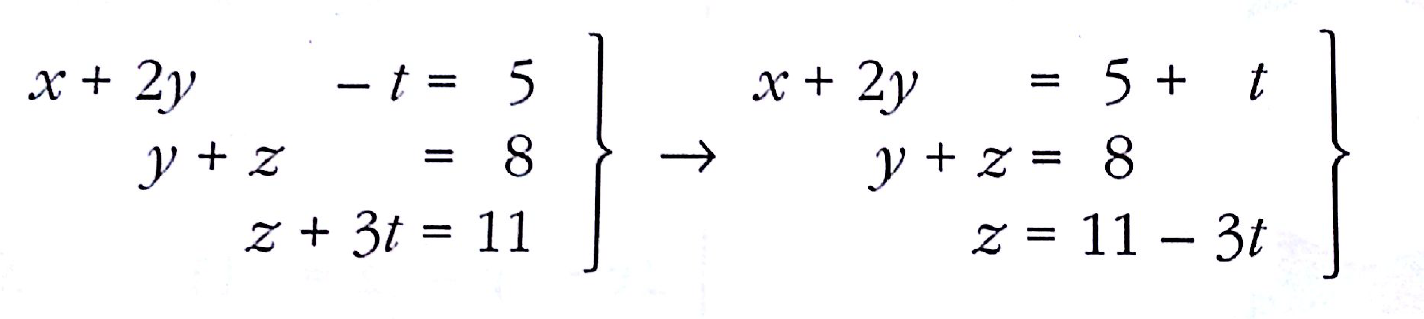 x + 2y − t = 5 } → x + 2y = 5 + t }
y + z = 8 y + z = 8
z + 3t = 11 z = 11 − 3t